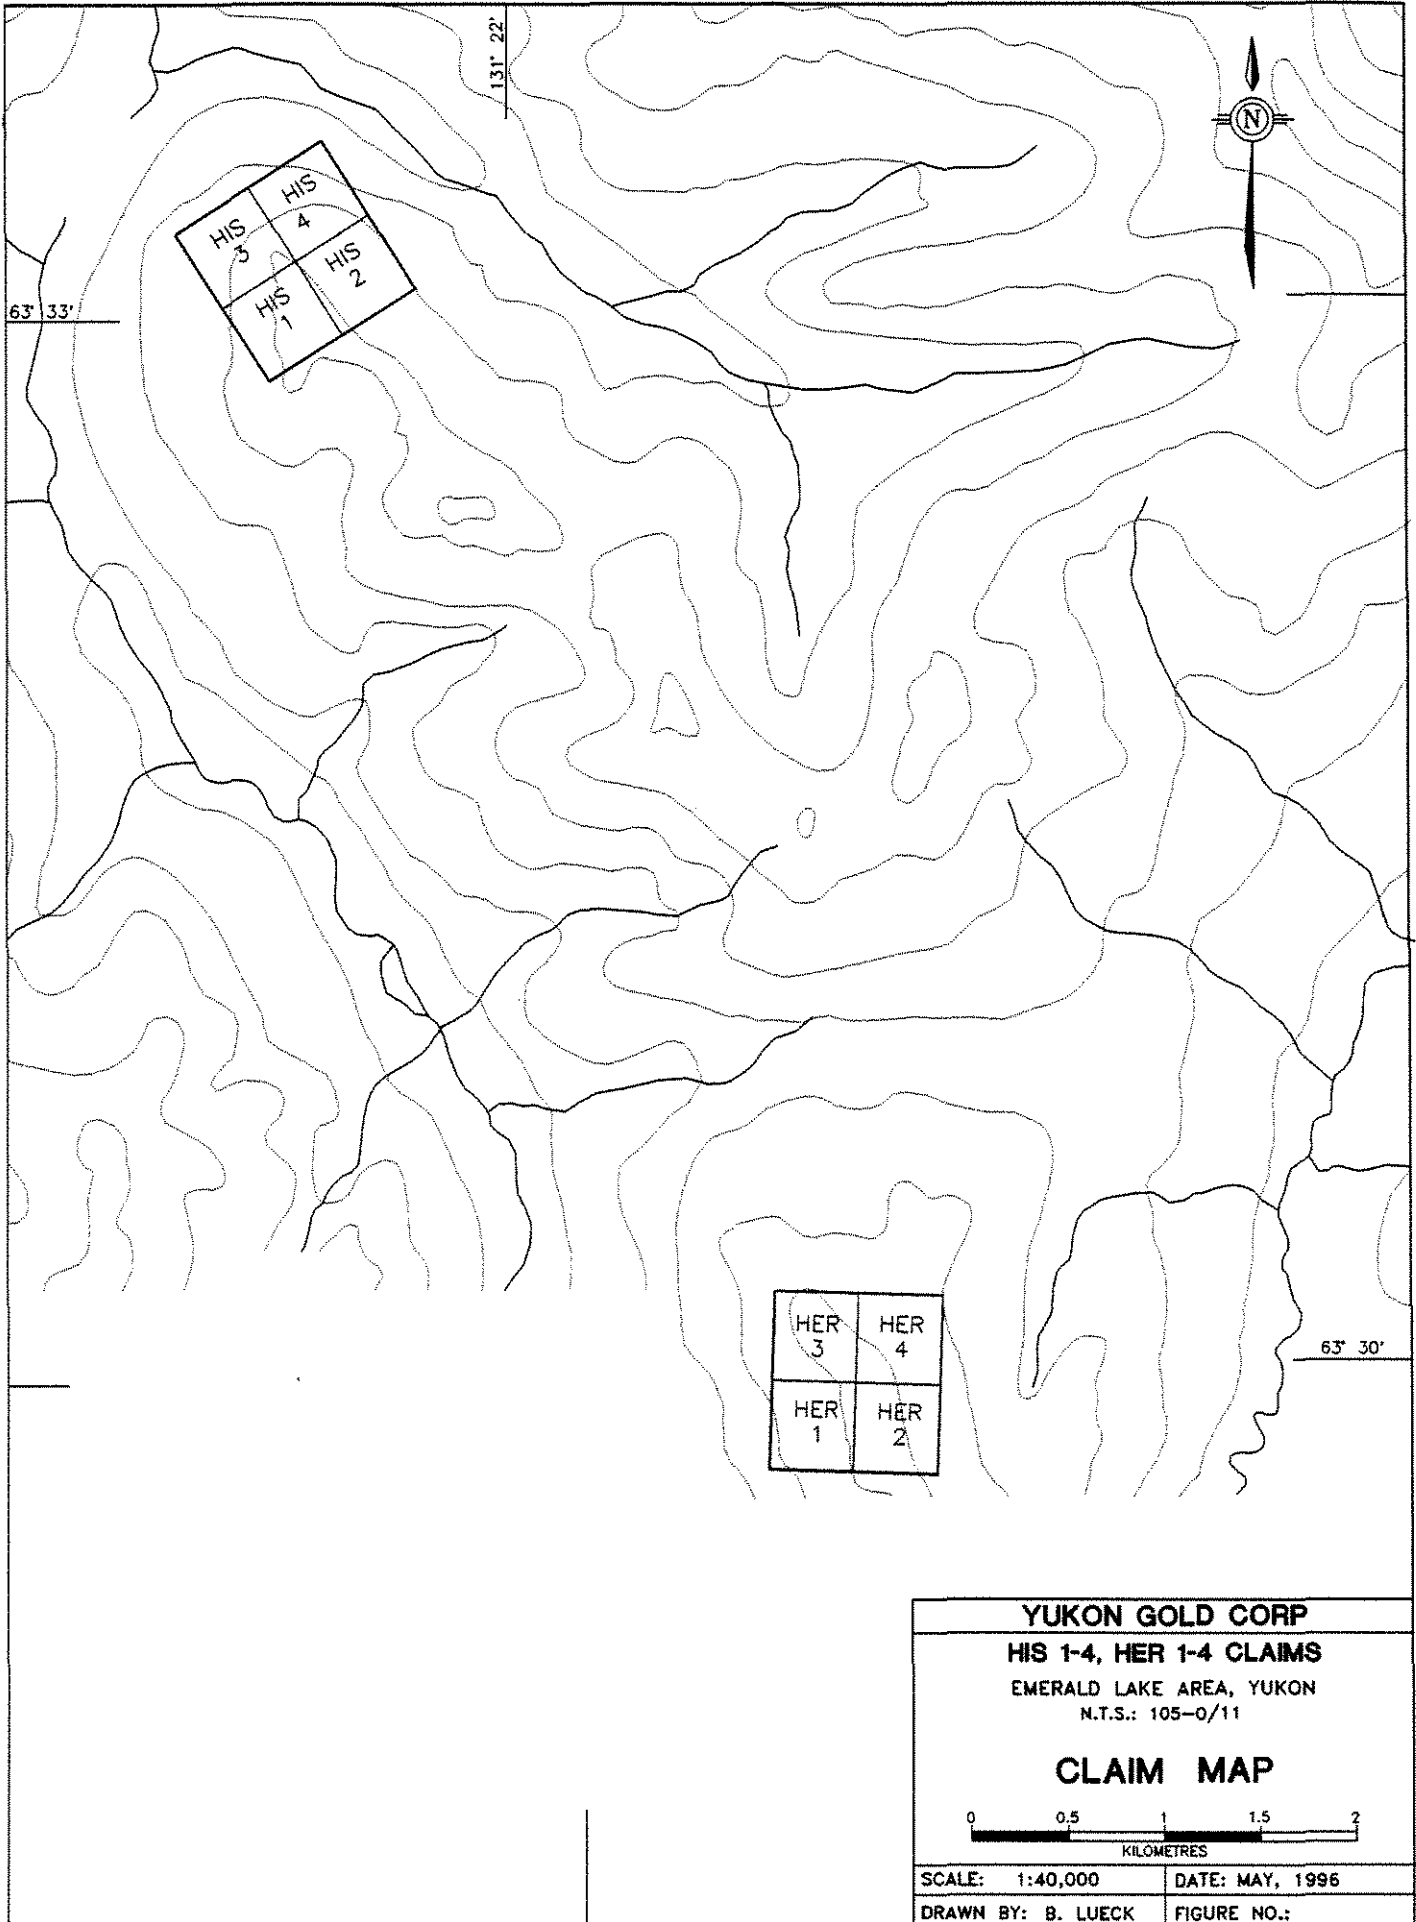 131° 22'
N
HIS
4
HIS
3
HIS
2
HIS
1
63° 33'
HER
3
HER
4
63° 30'
HER
1
HER
2
YUKON GOLD CORP
HIS 1-4, HER 1-4 CLAIMS
EMERALD LAKE AREA, YUKON
N.T.S.: 105-O/11
CLAIM MAP
0 0.5 1 1.5 2
KILOMETRES
SCALE: 1:40,000 DATE: MAY, 1996
DRAWN BY: B. LUECK FIGURE NO.: